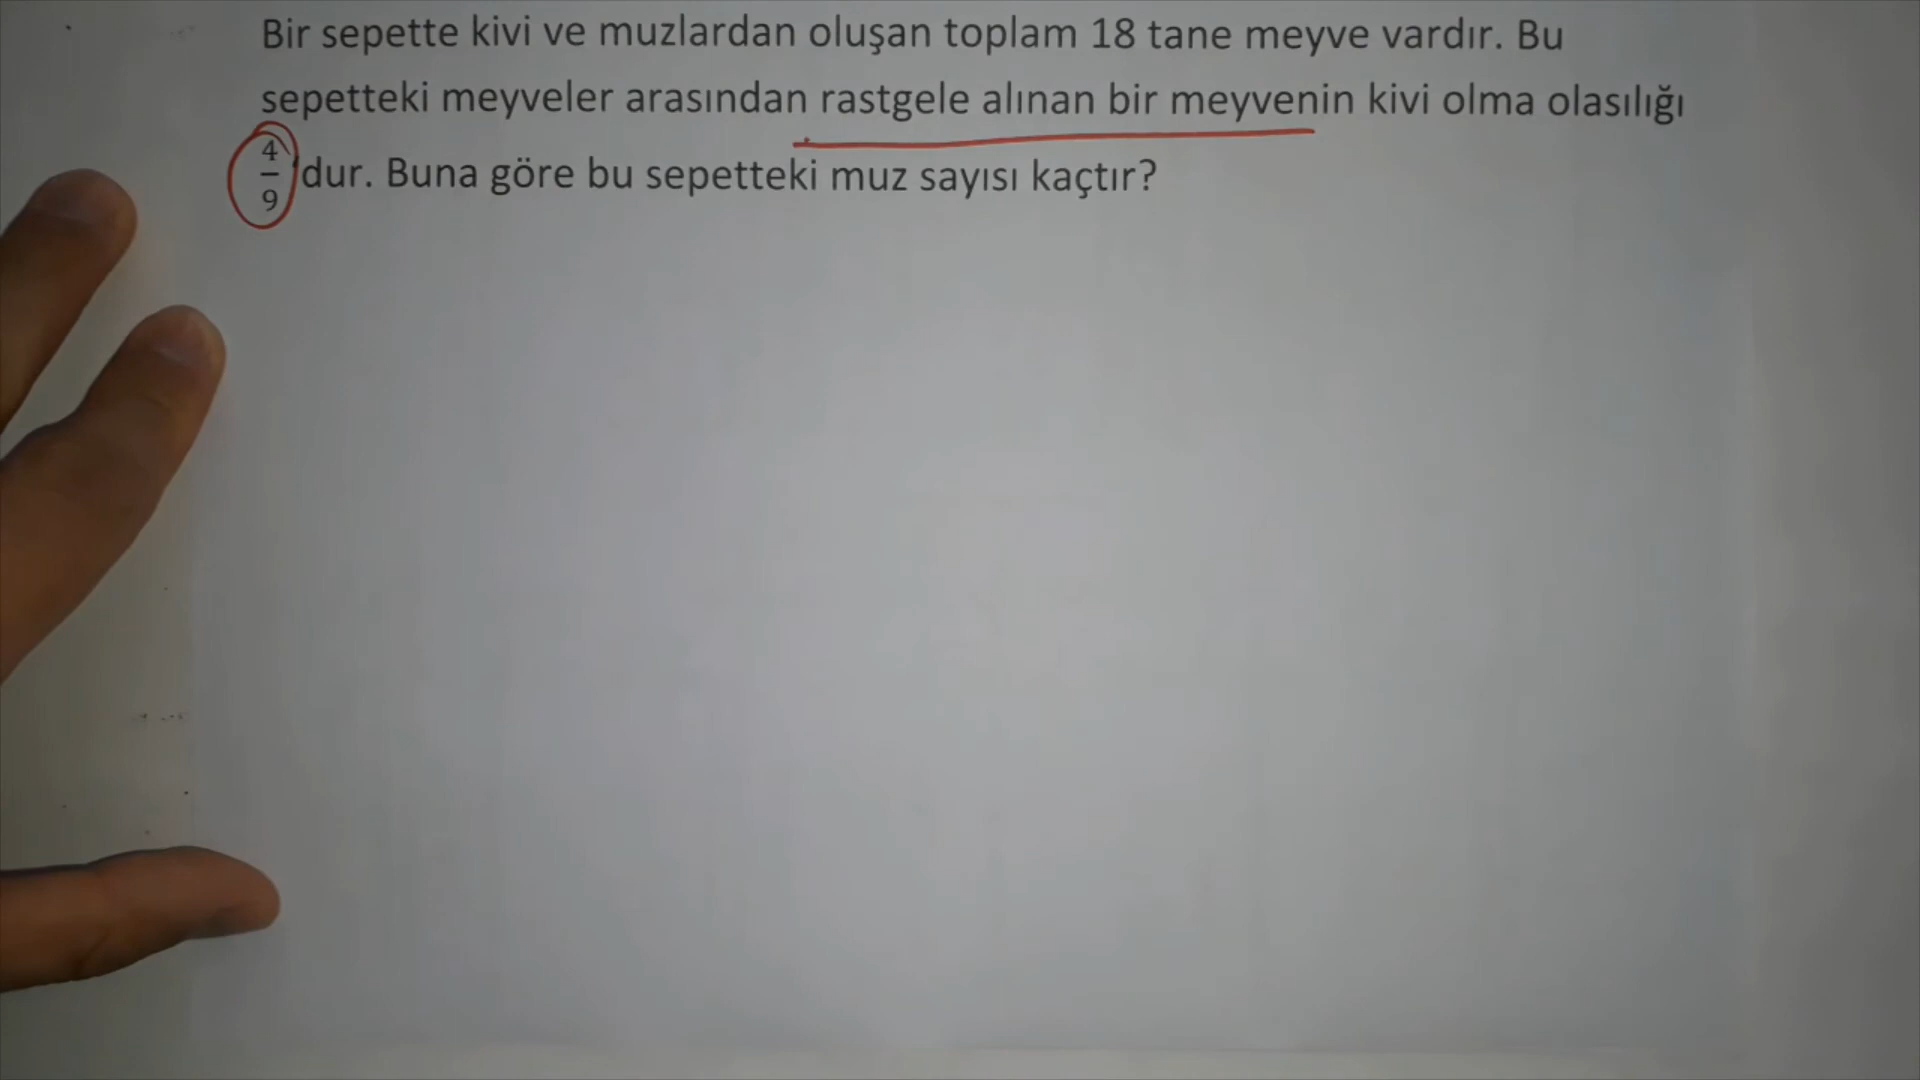 Bir sepette kivi ve muzlardan oluşan toplam 18 tane meyve vardır. Bu
sepetteki meyveler arasından rastgele alınan bir meyvenin kivi olma olasılığı
4/9 'dur. Buna göre bu sepetteki muz sayısı kaçtır?